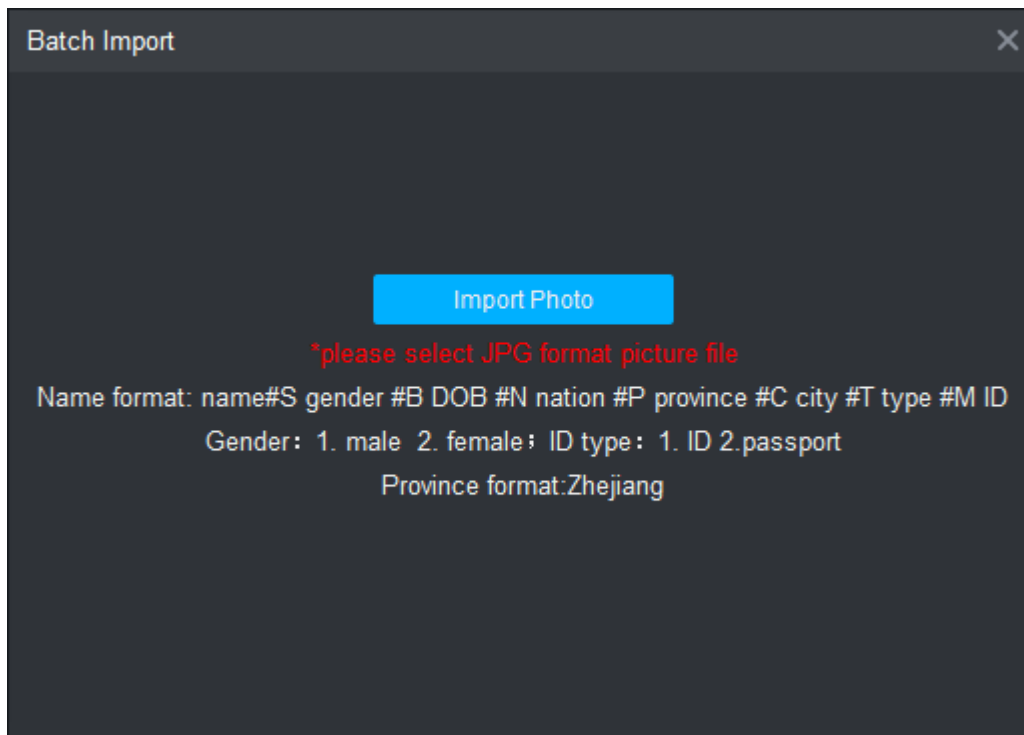 Batch Import
Import Photo
*please select JPG format picture file
Name format: name#S gender #B DOB #N nation #P province #C city #T type #M ID
Gender：1. male  2. female；ID type：1. ID 2.passport
Province format:Zhejiang